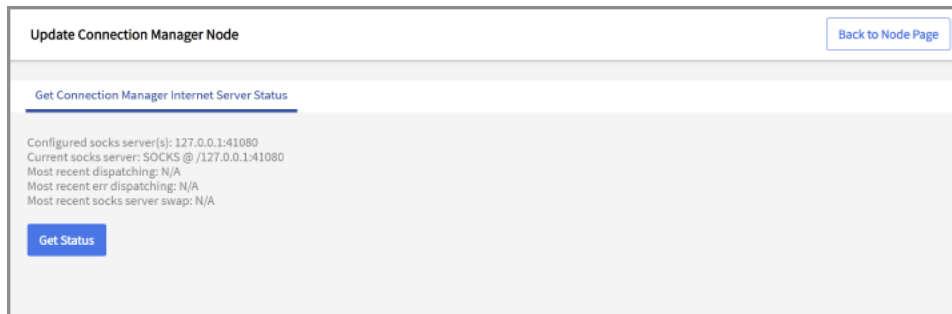 Update Connection Manager Node
Back to Node Page
Get Connection Manager Internet Server Status
Configured socks server(s): 127.0.0.1:41080
Current socks server: SOCKS @ /127.0.0.1:41080
Most recent dispatching: N/A
Most recent err dispatching: N/A
Most recent socks server swap: N/A
Get Status